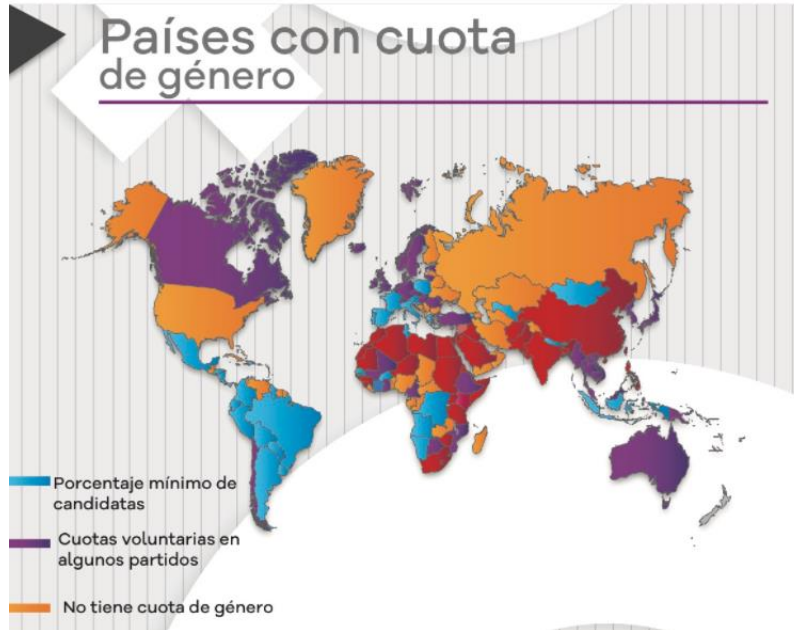 Países con cuota
de género
Porcentaje mínimo de
candidatas
Cuotas voluntarias en
algunos partidos
No tiene cuota de género